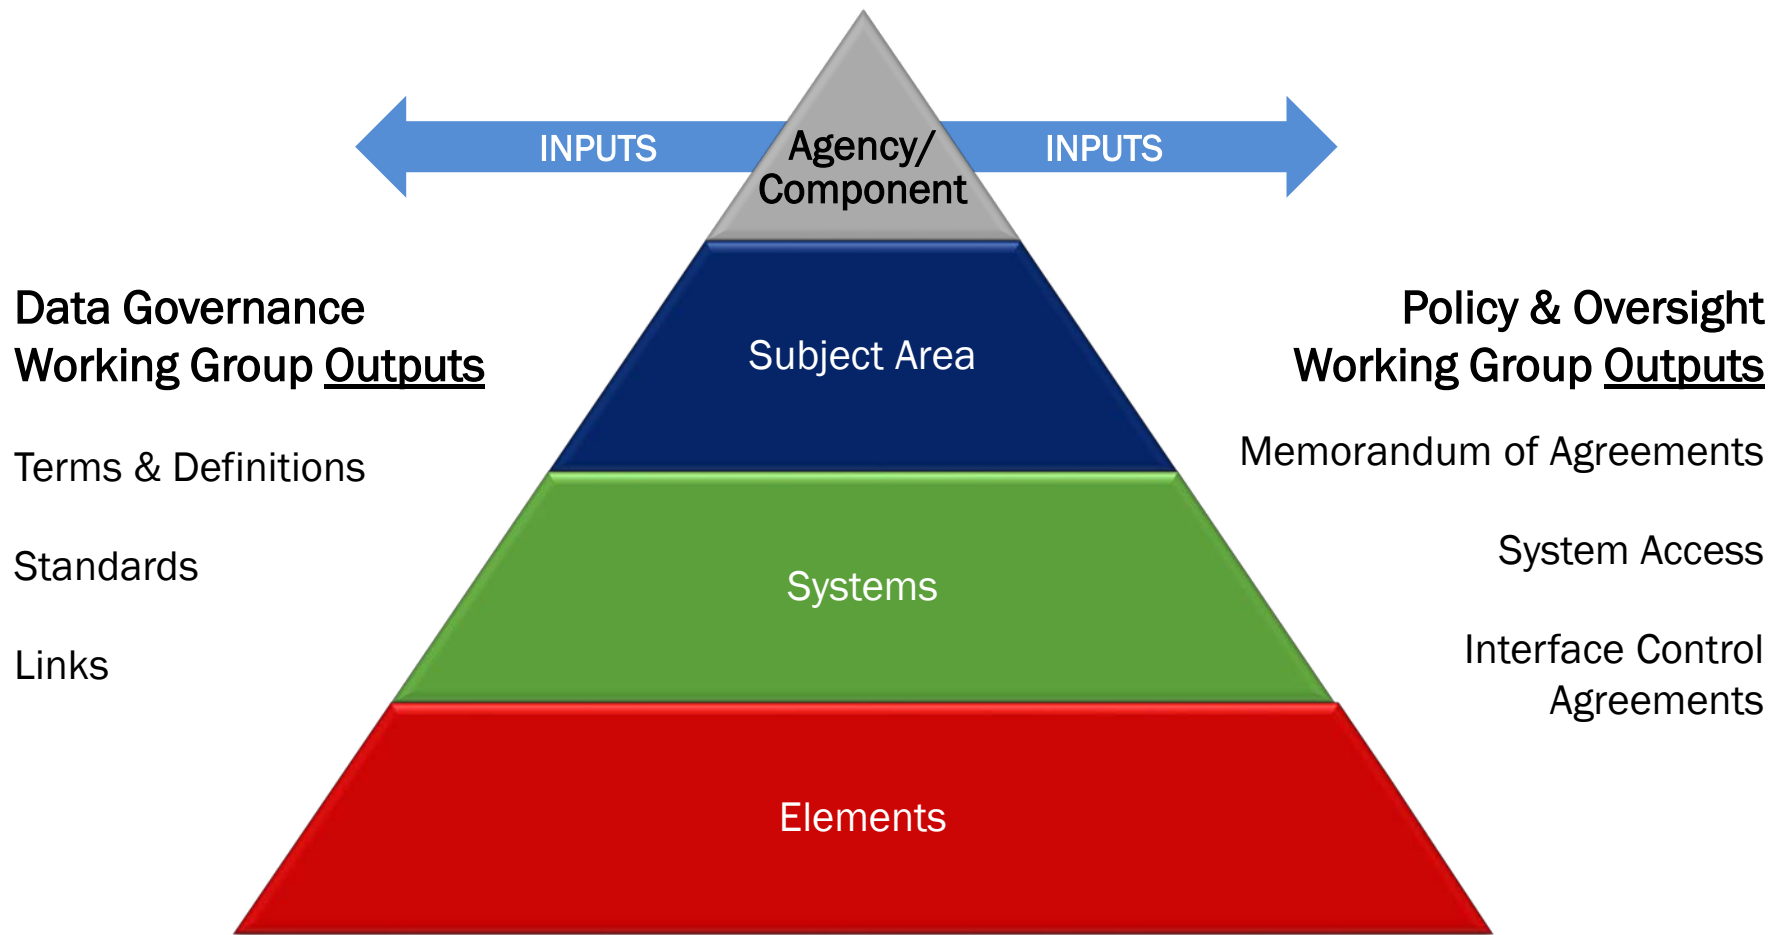 INPUTS
Agency/
Component
INPUTS
Data Governance
Working Group Outputs
Terms & Definitions
Standards
Links
Subject Area
Systems
Elements
Policy & Oversight
Working Group Outputs
Memorandum of Agreements
System Access
Interface Control
Agreements